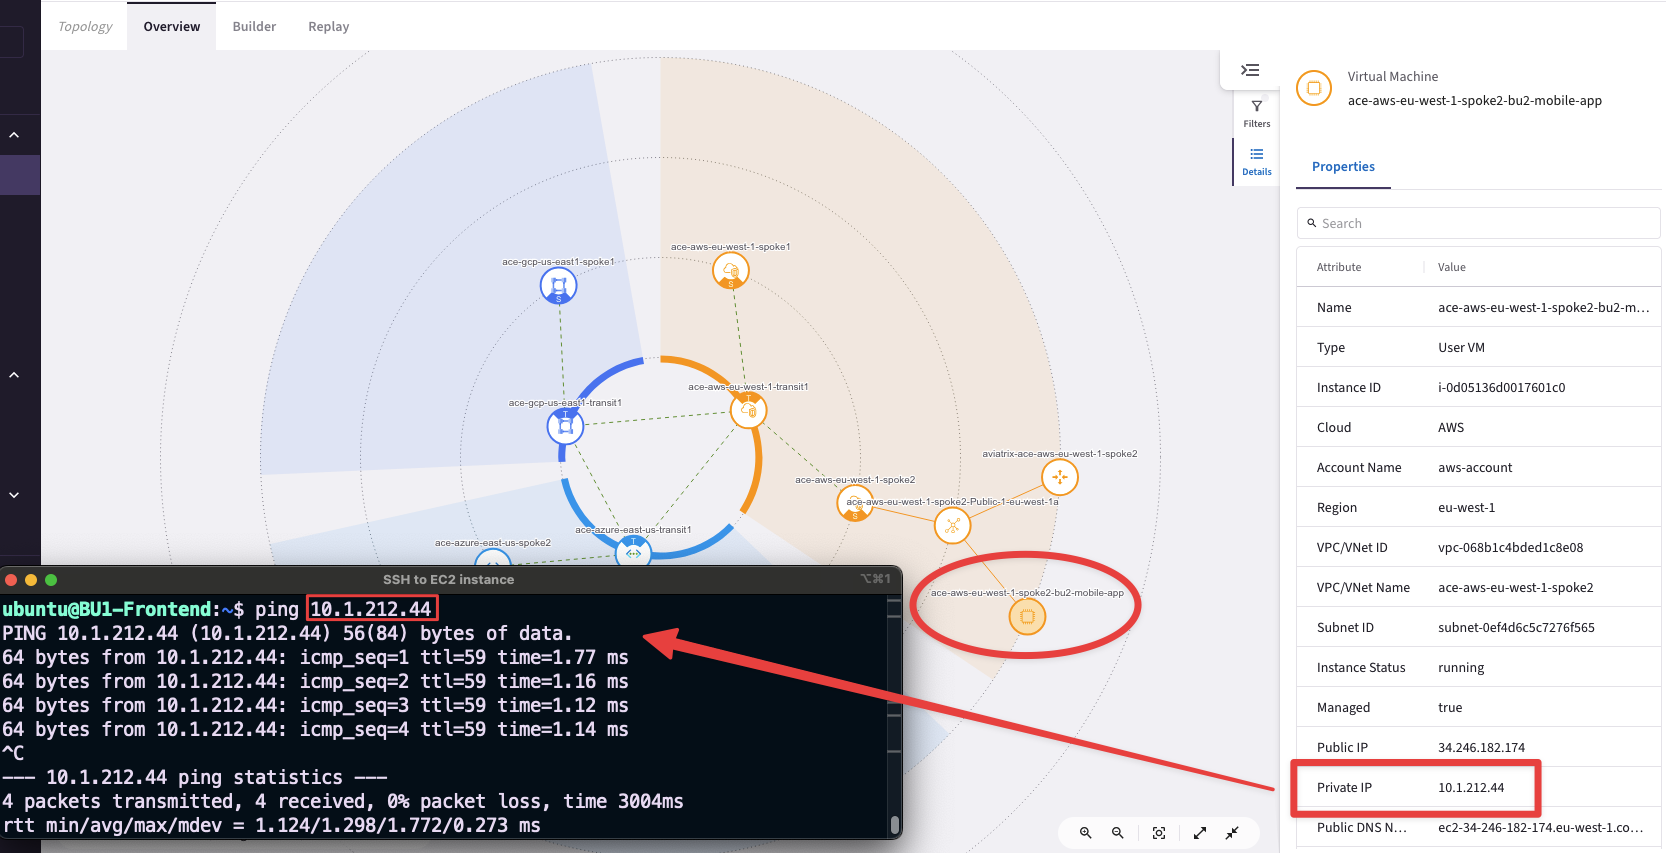 Topology
Overview
Builder
Replay
Filters
Details
Virtual Machine
ace-aws-eu-west-1-spoke2-bu2-mobile-app
Properties
Search
Attribute Value
Name ace-aws-eu-west-1-spoke2-bu2-m...
Type User VM
Instance ID i-0d05136d0017601c0
Cloud AWS
Account Name aws-account
Region eu-west-1
VPC/VNet ID vpc-068b1c4bded1c8e08
VPC/VNet Name ace-aws-eu-west-1-spoke2
Subnet ID subnet-0ef4d6c5c7276f565
Instance Status running
Managed true
Public IP 34.246.182.174
Private IP 10.1.212.44
Public DNS N... ec2-34-246-182-174.eu-west-1.co...
ace-aws-eu-west-1-spoke1
S
ace-gcp-us-east1-spoke1
S
ace-aws-eu-west-1-transit1
T
ace-gcp-us-east1-transit1
T
aviatrix-ace-aws-eu-west-1-spoke2
ace-aws-eu-west-1-spoke2
S
ace-aws-eu-west-1-spoke2-Public-1-eu-west-1a
ace-azure-east-us-transit1
T
ace-azure-east-us-spoke2
ace-aws-eu-west-1-spoke2-bu2-mobile-app
SSH to EC2 instance
⌥⌘1
ubuntu@BU1-Frontend:~$ ping 10.1.212.44
PING 10.1.212.44 (10.1.212.44) 56(84) bytes of data.
64 bytes from 10.1.212.44: icmp_seq=1 ttl=59 time=1.77 ms
64 bytes from 10.1.212.44: icmp_seq=2 ttl=59 time=1.16 ms
64 bytes from 10.1.212.44: icmp_seq=3 ttl=59 time=1.12 ms
64 bytes from 10.1.212.44: icmp_seq=4 ttl=59 time=1.14 ms
^C
--- 10.1.212.44 ping statistics ---
4 packets transmitted, 4 received, 0% packet loss, time 3004ms
rtt min/avg/max/mdev = 1.124/1.298/1.772/0.273 ms